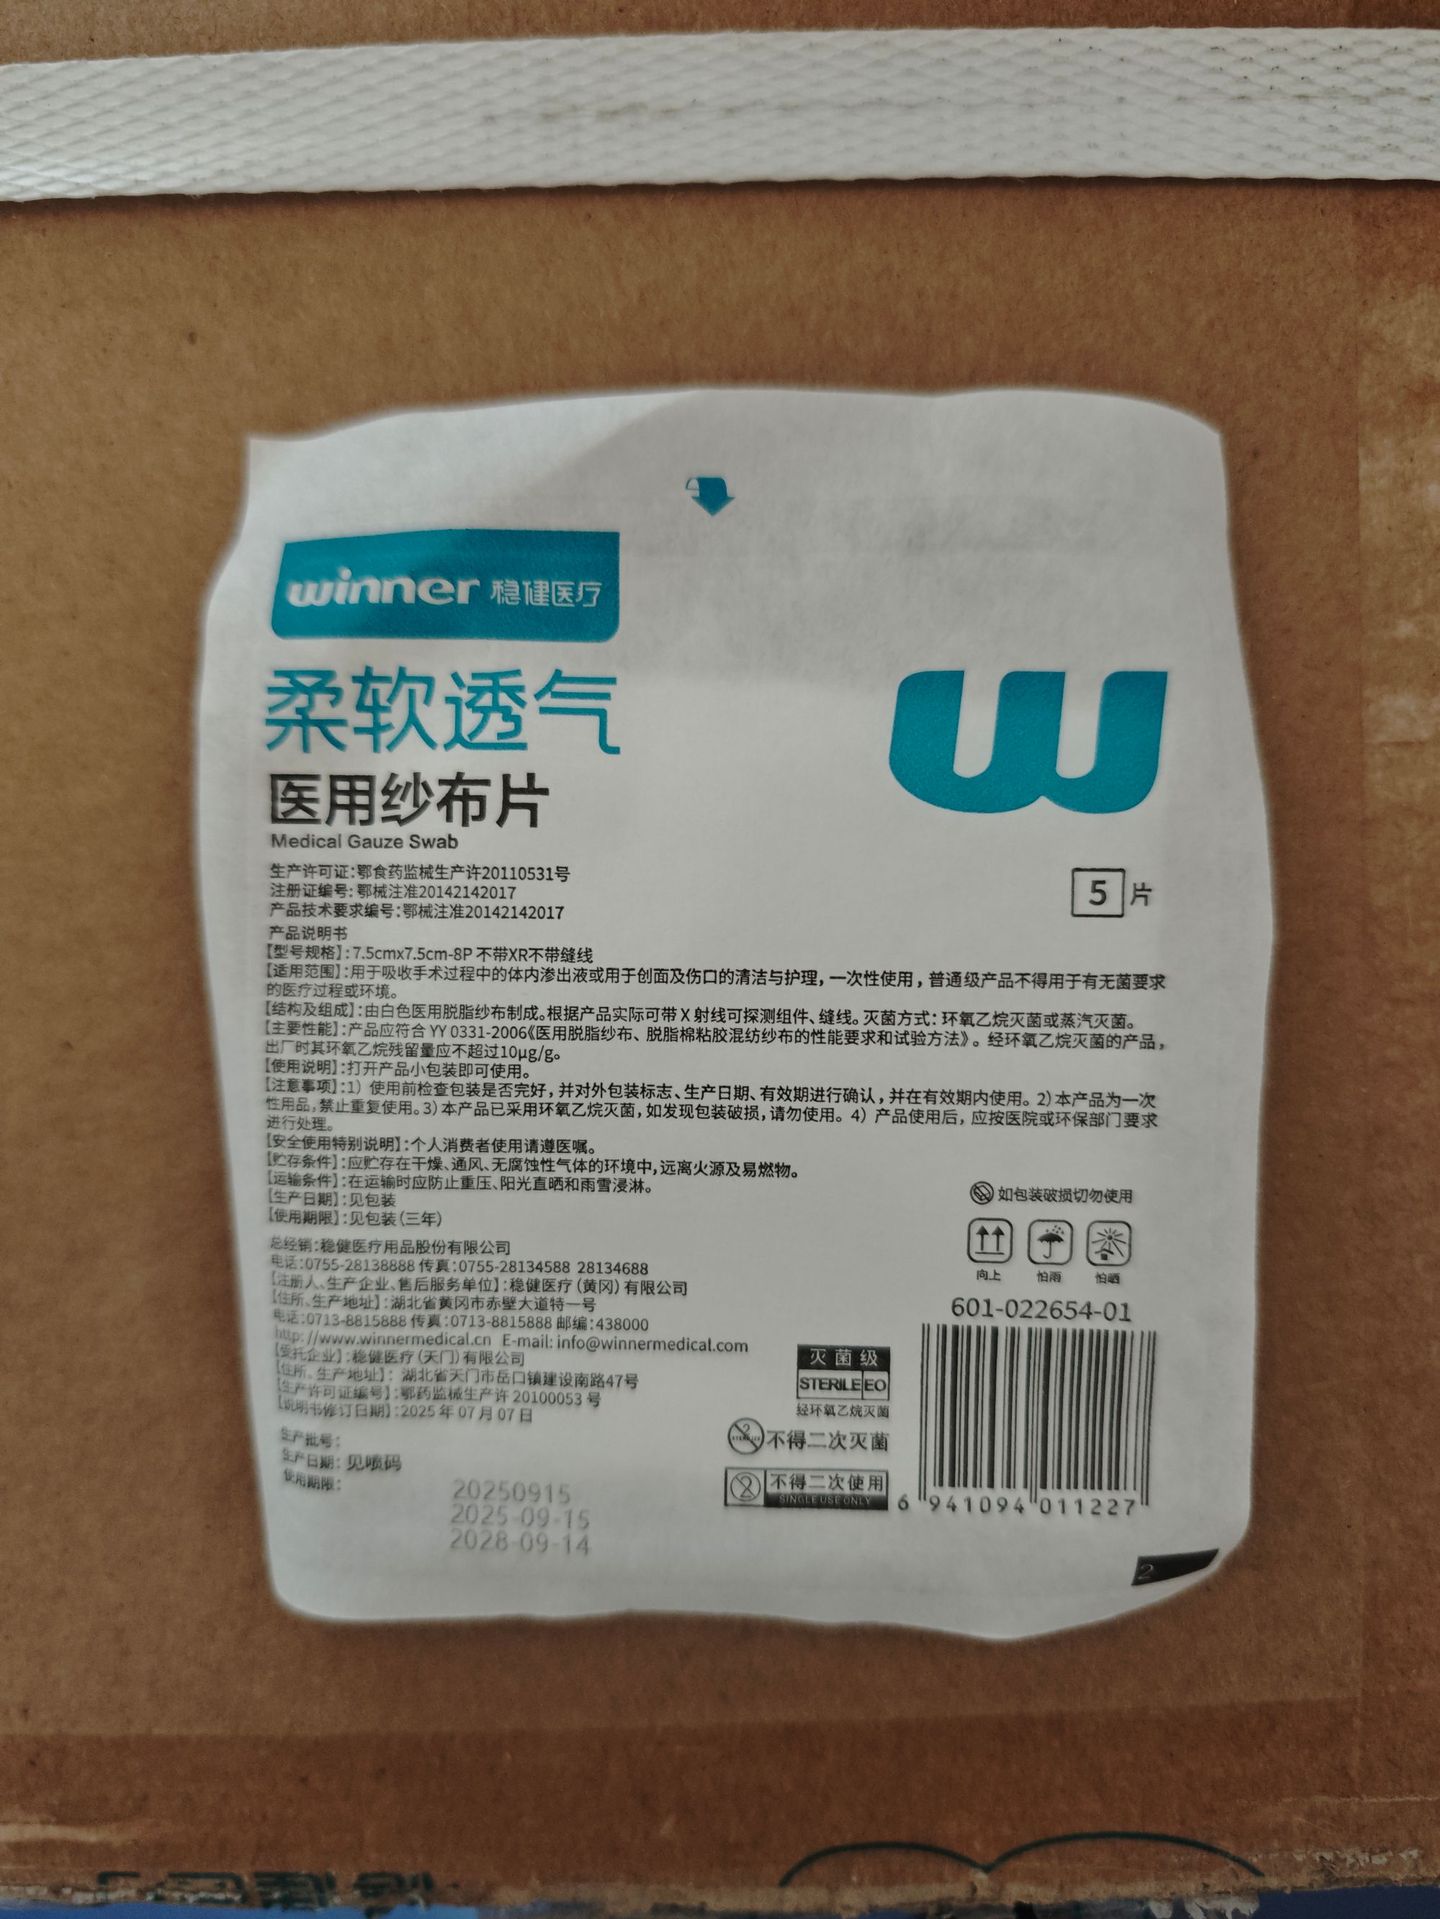 winner 稳健医疗
柔软透气
医用纱布片
Medical Gauze Swab
生产许可证:鄂食药监械生产许20110531号
注册证编号:鄂械注准20142142017
产品技术要求编号:鄂械注准20142142017
5 片
产品说明书
【型号规格】:7.5cmx7.5cm-8P 不带XR不带缝线
【适用范围】:用于吸收手术过程中的体内渗出液或用于创面及伤口的清洁与护理，一次性使用，普通级产品不得用于有无菌要求
的医疗过程或环境。
【结构及组成】:由白色医用脱脂纱布制成。根据产品实际可带X射线可探测组件、缝线。灭菌方式：环氧乙烷灭菌或蒸汽灭菌。
【主要性能】:产品应符合 YY 0331-2006《医用脱脂纱布、脱脂棉粘胶混纺纱布的性能要求和试验方法》。经环氧乙烷灭菌的产品，
出厂时其环氧乙烷残留量应不超过10μg/g。
【使用说明】:打开产品小包装即可使用。
【注意事项】:1）使用前检查包装是否完好，并对外包装标志、生产日期、有效期进行确认，并在有效期内使用。2)本产品为一次
性用品，禁止重复使用。3)本产品已采用环氧乙烷灭菌，如发现包装破损，请勿使用。4）产品使用后，应按医院或环保部门要求
进行处理。
【安全使用特别说明】:个人消费者使用请遵医嘱。
【贮存条件】:应贮存在干燥、通风、无腐蚀性气体的环境中，远离火源及易燃物。
【运输条件】:在运输时应防止重压、阳光直晒和雨雪浸淋。
【生产日期】:见包装
【使用期限】:见包装(三年)
如包装破损切勿使用
向上 怕雨 怕晒
总经销:稳健医疗用品股份有限公司
电话:0755-28138888 传真:0755-28134588 28134688
【注册人、生产企业、售后服务单位】:稳健医疗(黄冈)有限公司
【住所、生产地址】:湖北省黄冈市赤壁大道特一号
电话:0713-8815888 传真:0713-8815888 邮编:438000
http://www.winnermedical.cn E-mail: info@winnermedical.com
【受托企业】:稳健医疗(天门)有限公司
【住所、生产地址】: 湖北省天门市岳口镇建设南路47号
【生产许可证编号】:鄂药监械生产许 20100053 号
【说明书修订日期】:2025 年 07 月 07 日
601-022654-01
灭菌级
STERILE EO
经环氧乙烷灭菌
不得二次灭菌
不得二次使用
SINGLE USE ONLY
6 941094 011227
生产批号:
生产日期: 见喷码
使用期限:
20250915
2025-09-15
2028-09-14
2